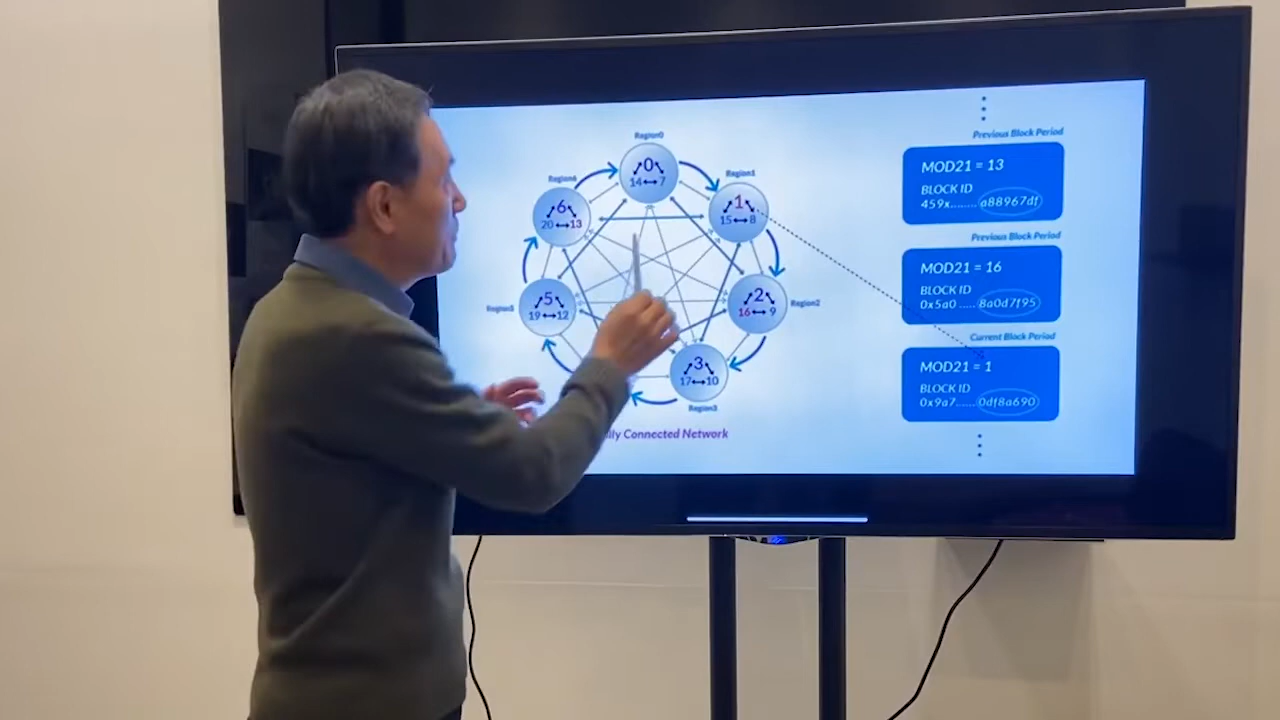 Region0
0
14↔7
Region1
1
15↔8
2
16↔9
Region2
3
17↔10
Region3
5
19↔12
Region5
Region6
6
20↔13
Connected Network
Previous Block Period
MOD21 = 13
BLOCK ID
459x........ a88967df
Previous Block Period
MOD21 = 16
BLOCK ID
0x5a0 ..... 8a0d7f95
Current Block Period
MOD21 = 1
BLOCK ID
0x9a7...... 0df8a690